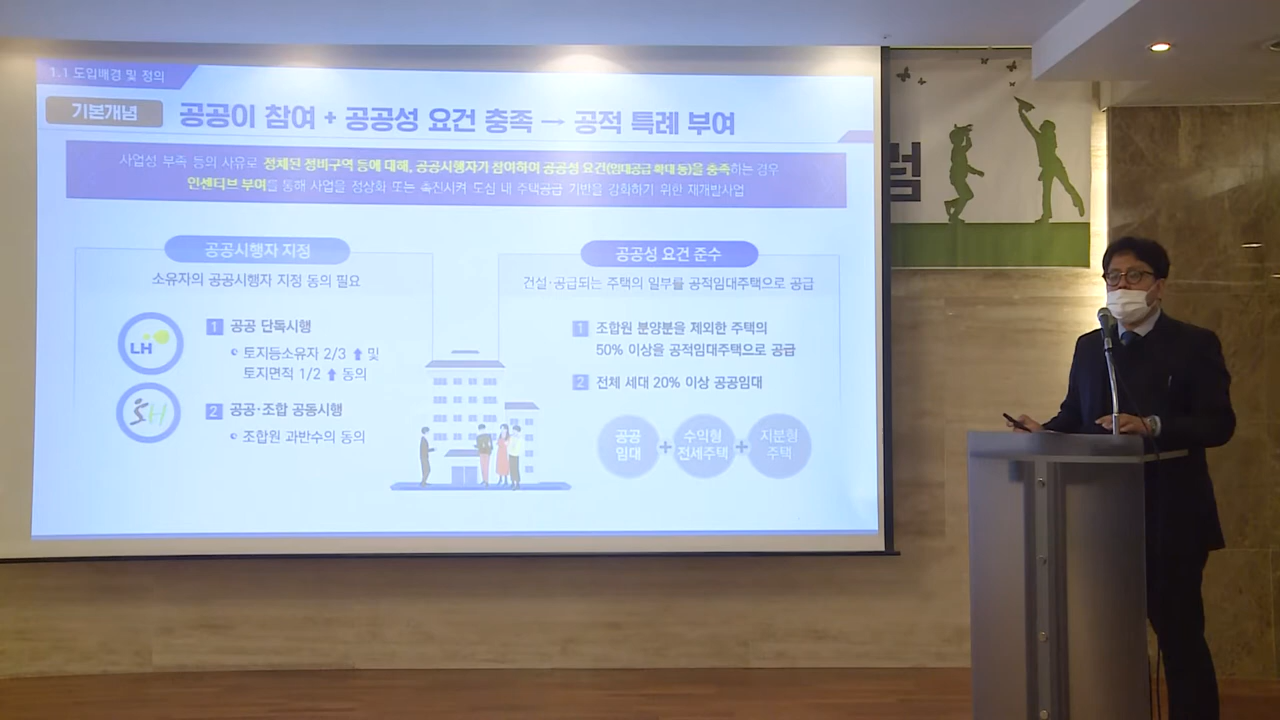 1.1 도입배경 및 정의
기본개념
공공이 참여 + 공공성 요건 충족 → 공적 특례 부여
사업성 부족 등의 사유로 정체된 정비구역 등에 대해, 공공시행자가 참여하여 공공성 요건(임대공급 확대 등)을 충족하는 경우
인센티브 부여를 통해 사업을 정상화 또는 촉진시켜 도심 내 주택공급 기반을 강화하기 위한 재개발사업
공공시행자 지정
소유자의 공공시행자 지정 동의 필요
LH
1 공공 단독시행
토지등소유자 2/3 ⬆ 및
토지면적 1/2 ⬆ 동의
SH
2 공공·조합 공동시행
조합원 과반수의 동의
공공성 요건 준수
건설·공급되는 주택의 일부를 공적임대주택으로 공급
1 조합원 분양분을 제외한 주택의
50% 이상을 공적임대주택으로 공급
2 전체 세대 20% 이상 공공임대
공공
임대
+
수익형
전세주택
+
지분형
주택
럼